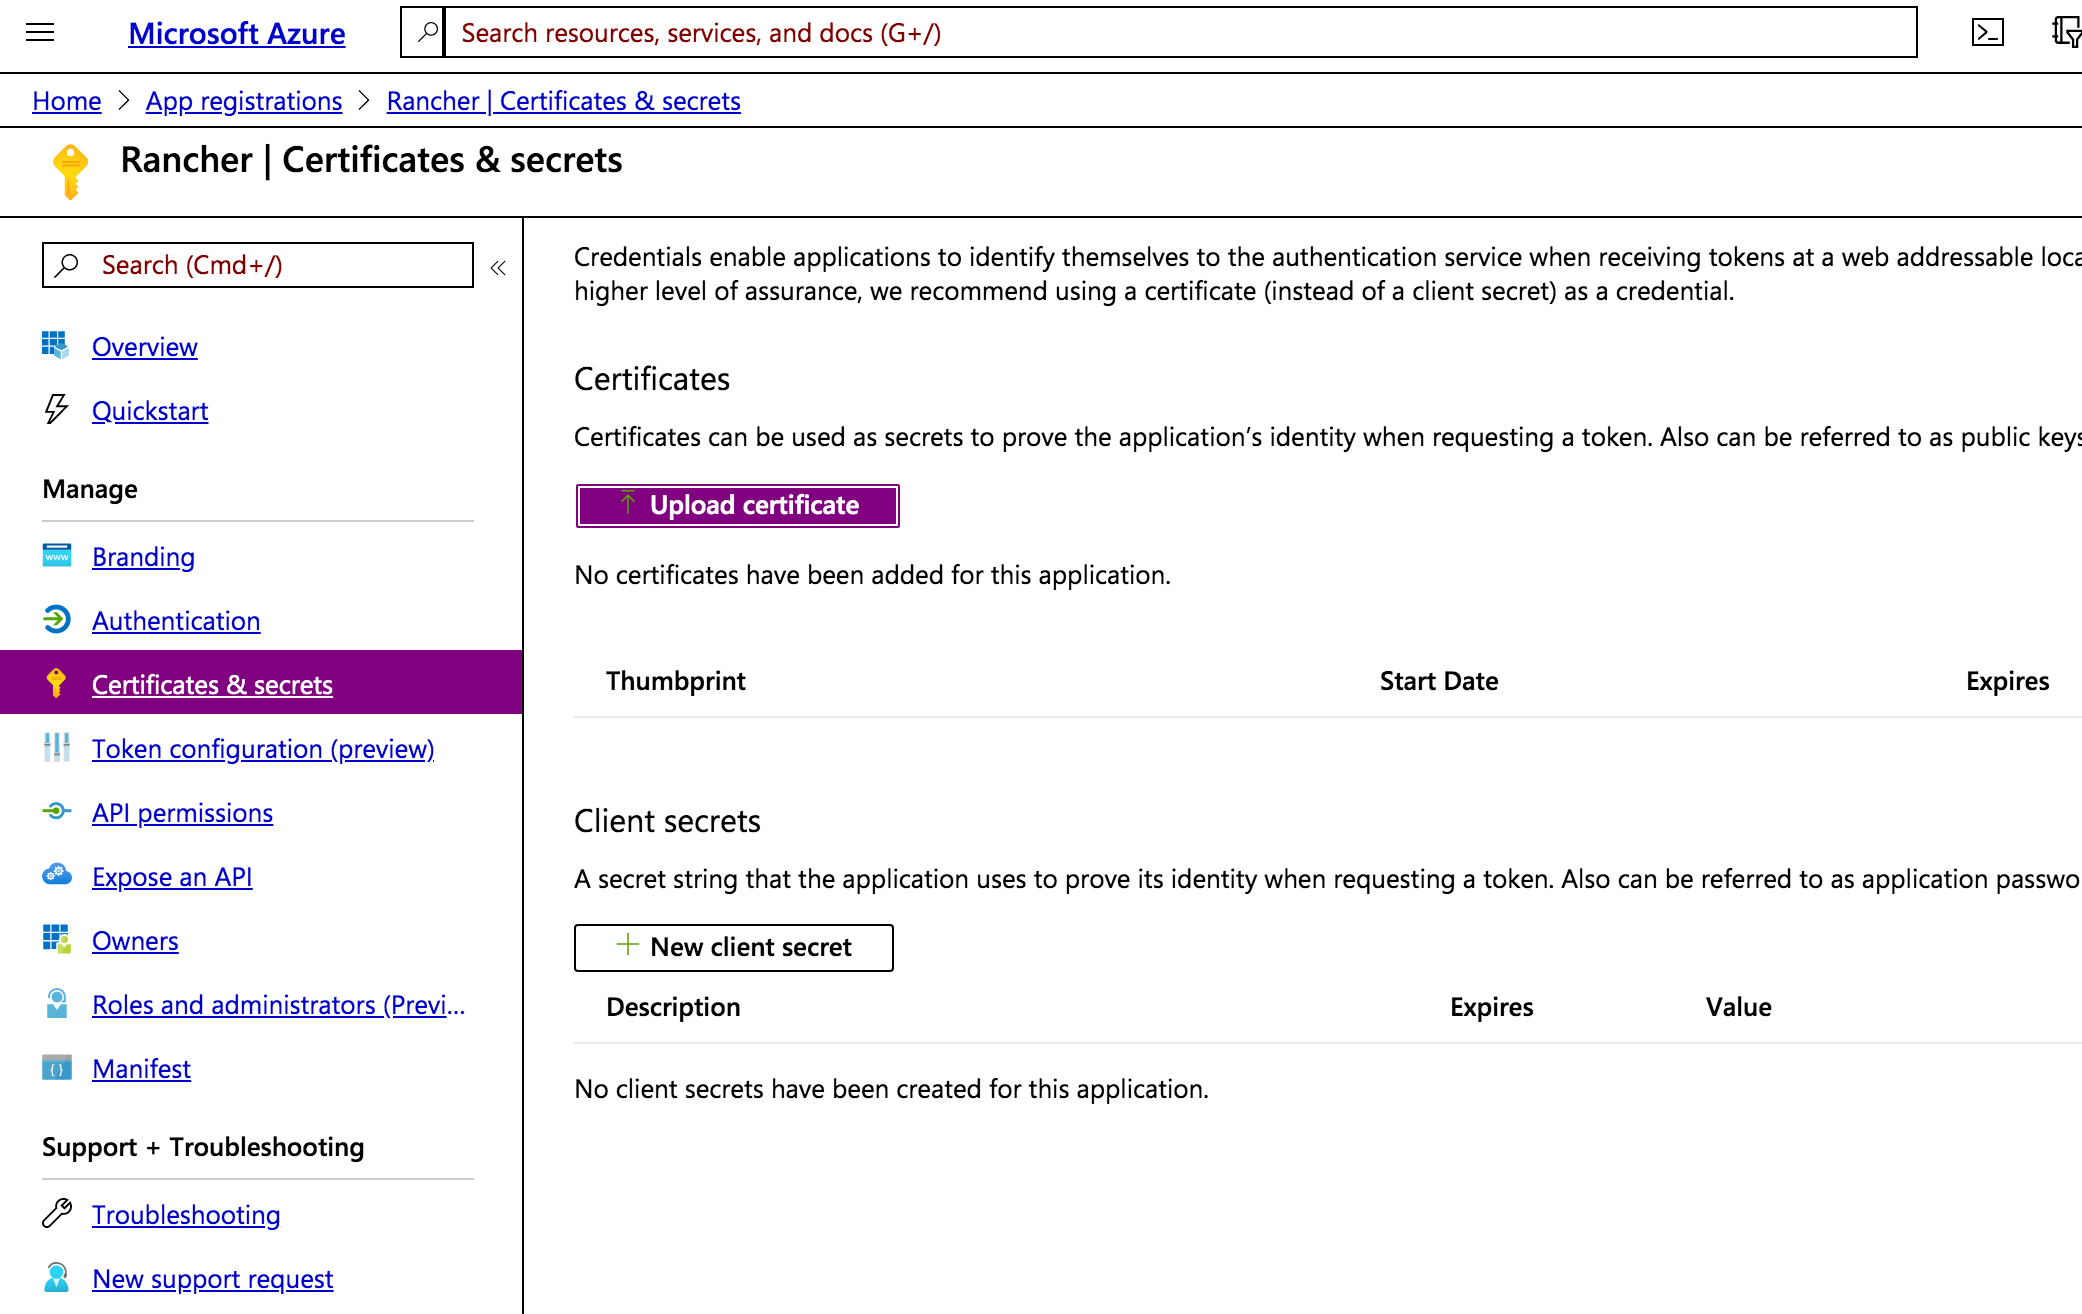 Microsoft Azure
Search resources, services, and docs (G+/)
Home > App registrations > Rancher | Certificates & secrets
Rancher | Certificates & secrets
Search (Cmd+/)
Overview
Quickstart
Manage
Branding
Authentication
Certificates & secrets
Token configuration (preview)
API permissions
Expose an API
Owners
Roles and administrators (Previ...
Manifest
Support + Troubleshooting
Troubleshooting
New support request
Credentials enable applications to identify themselves to the authentication service when receiving tokens at a web addressable loca
higher level of assurance, we recommend using a certificate (instead of a client secret) as a credential.
Certificates
Certificates can be used as secrets to prove the application’s identity when requesting a token. Also can be referred to as public keys
Upload certificate
No certificates have been added for this application.
Thumbprint Start Date Expires
Client secrets
A secret string that the application uses to prove its identity when requesting a token. Also can be referred to as application passwo
New client secret
Description Expires Value
No client secrets have been created for this application.